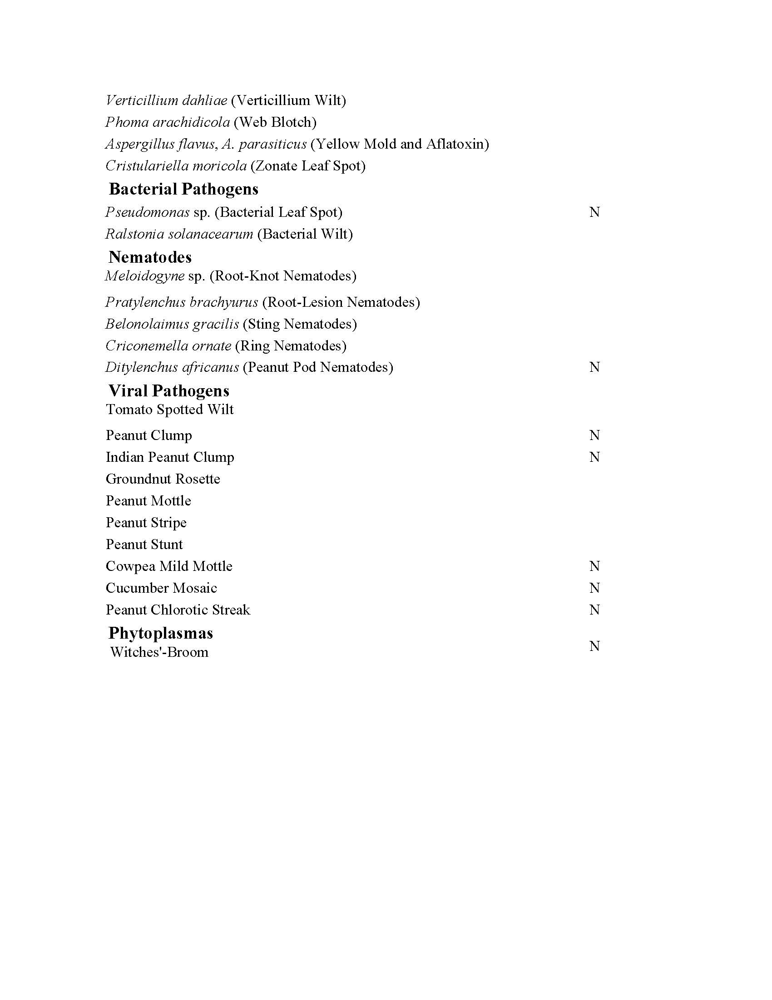 Verticillium dahliae (Verticillium Wilt)
Phoma arachidicola (Web Blotch)
Aspergillus flavus, A. parasiticus (Yellow Mold and Aflatoxin)
Cristulariella moricola (Zonate Leaf Spot)
Bacterial Pathogens
Pseudomonas sp. (Bacterial Leaf Spot) N
Ralstonia solanacearum (Bacterial Wilt)
Nematodes
Meloidogyne sp. (Root-Knot Nematodes)
Pratylenchus brachyurus (Root-Lesion Nematodes)
Belonolaimus gracilis (Sting Nematodes)
Criconemella ornate (Ring Nematodes)
Ditylenchus africanus (Peanut Pod Nematodes) N
Viral Pathogens
Tomato Spotted Wilt
Peanut Clump N
Indian Peanut Clump N
Groundnut Rosette
Peanut Mottle
Peanut Stripe
Peanut Stunt
Cowpea Mild Mottle N
Cucumber Mosaic N
Peanut Chlorotic Streak N
Phytoplasmas
Witches'-Broom N